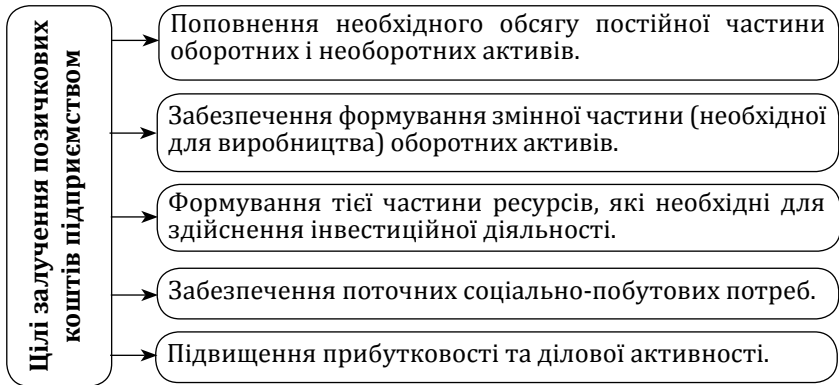 Цілі залучення позичкових
коштів підприємством
Поповнення необхідного обсягу постійної частини
оборотних і необоротних активів.
Забезпечення формування змінної частини (необхідної
для виробництва) оборотних активів.
Формування тієї частини ресурсів, які необхідні для
здійснення інвестиційної діяльності.
Забезпечення поточних соціально-побутових потреб.
Підвищення прибутковості та ділової активності.